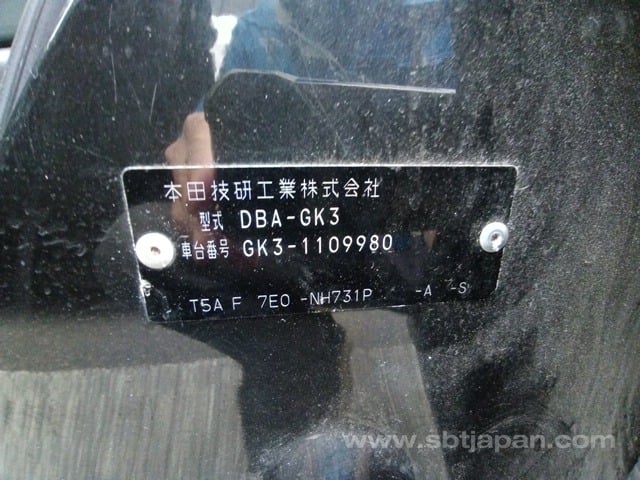 本田技研工業株式会社
型式 DBA-GK3
車台番号 GK3-1109980
T5A F 7E0 -NH731P -A -S
www.sbtjapan.com